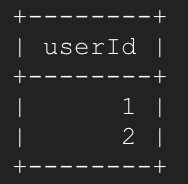 +--------+
| userId |
+--------+
|      1 |
|      2 |
+--------+